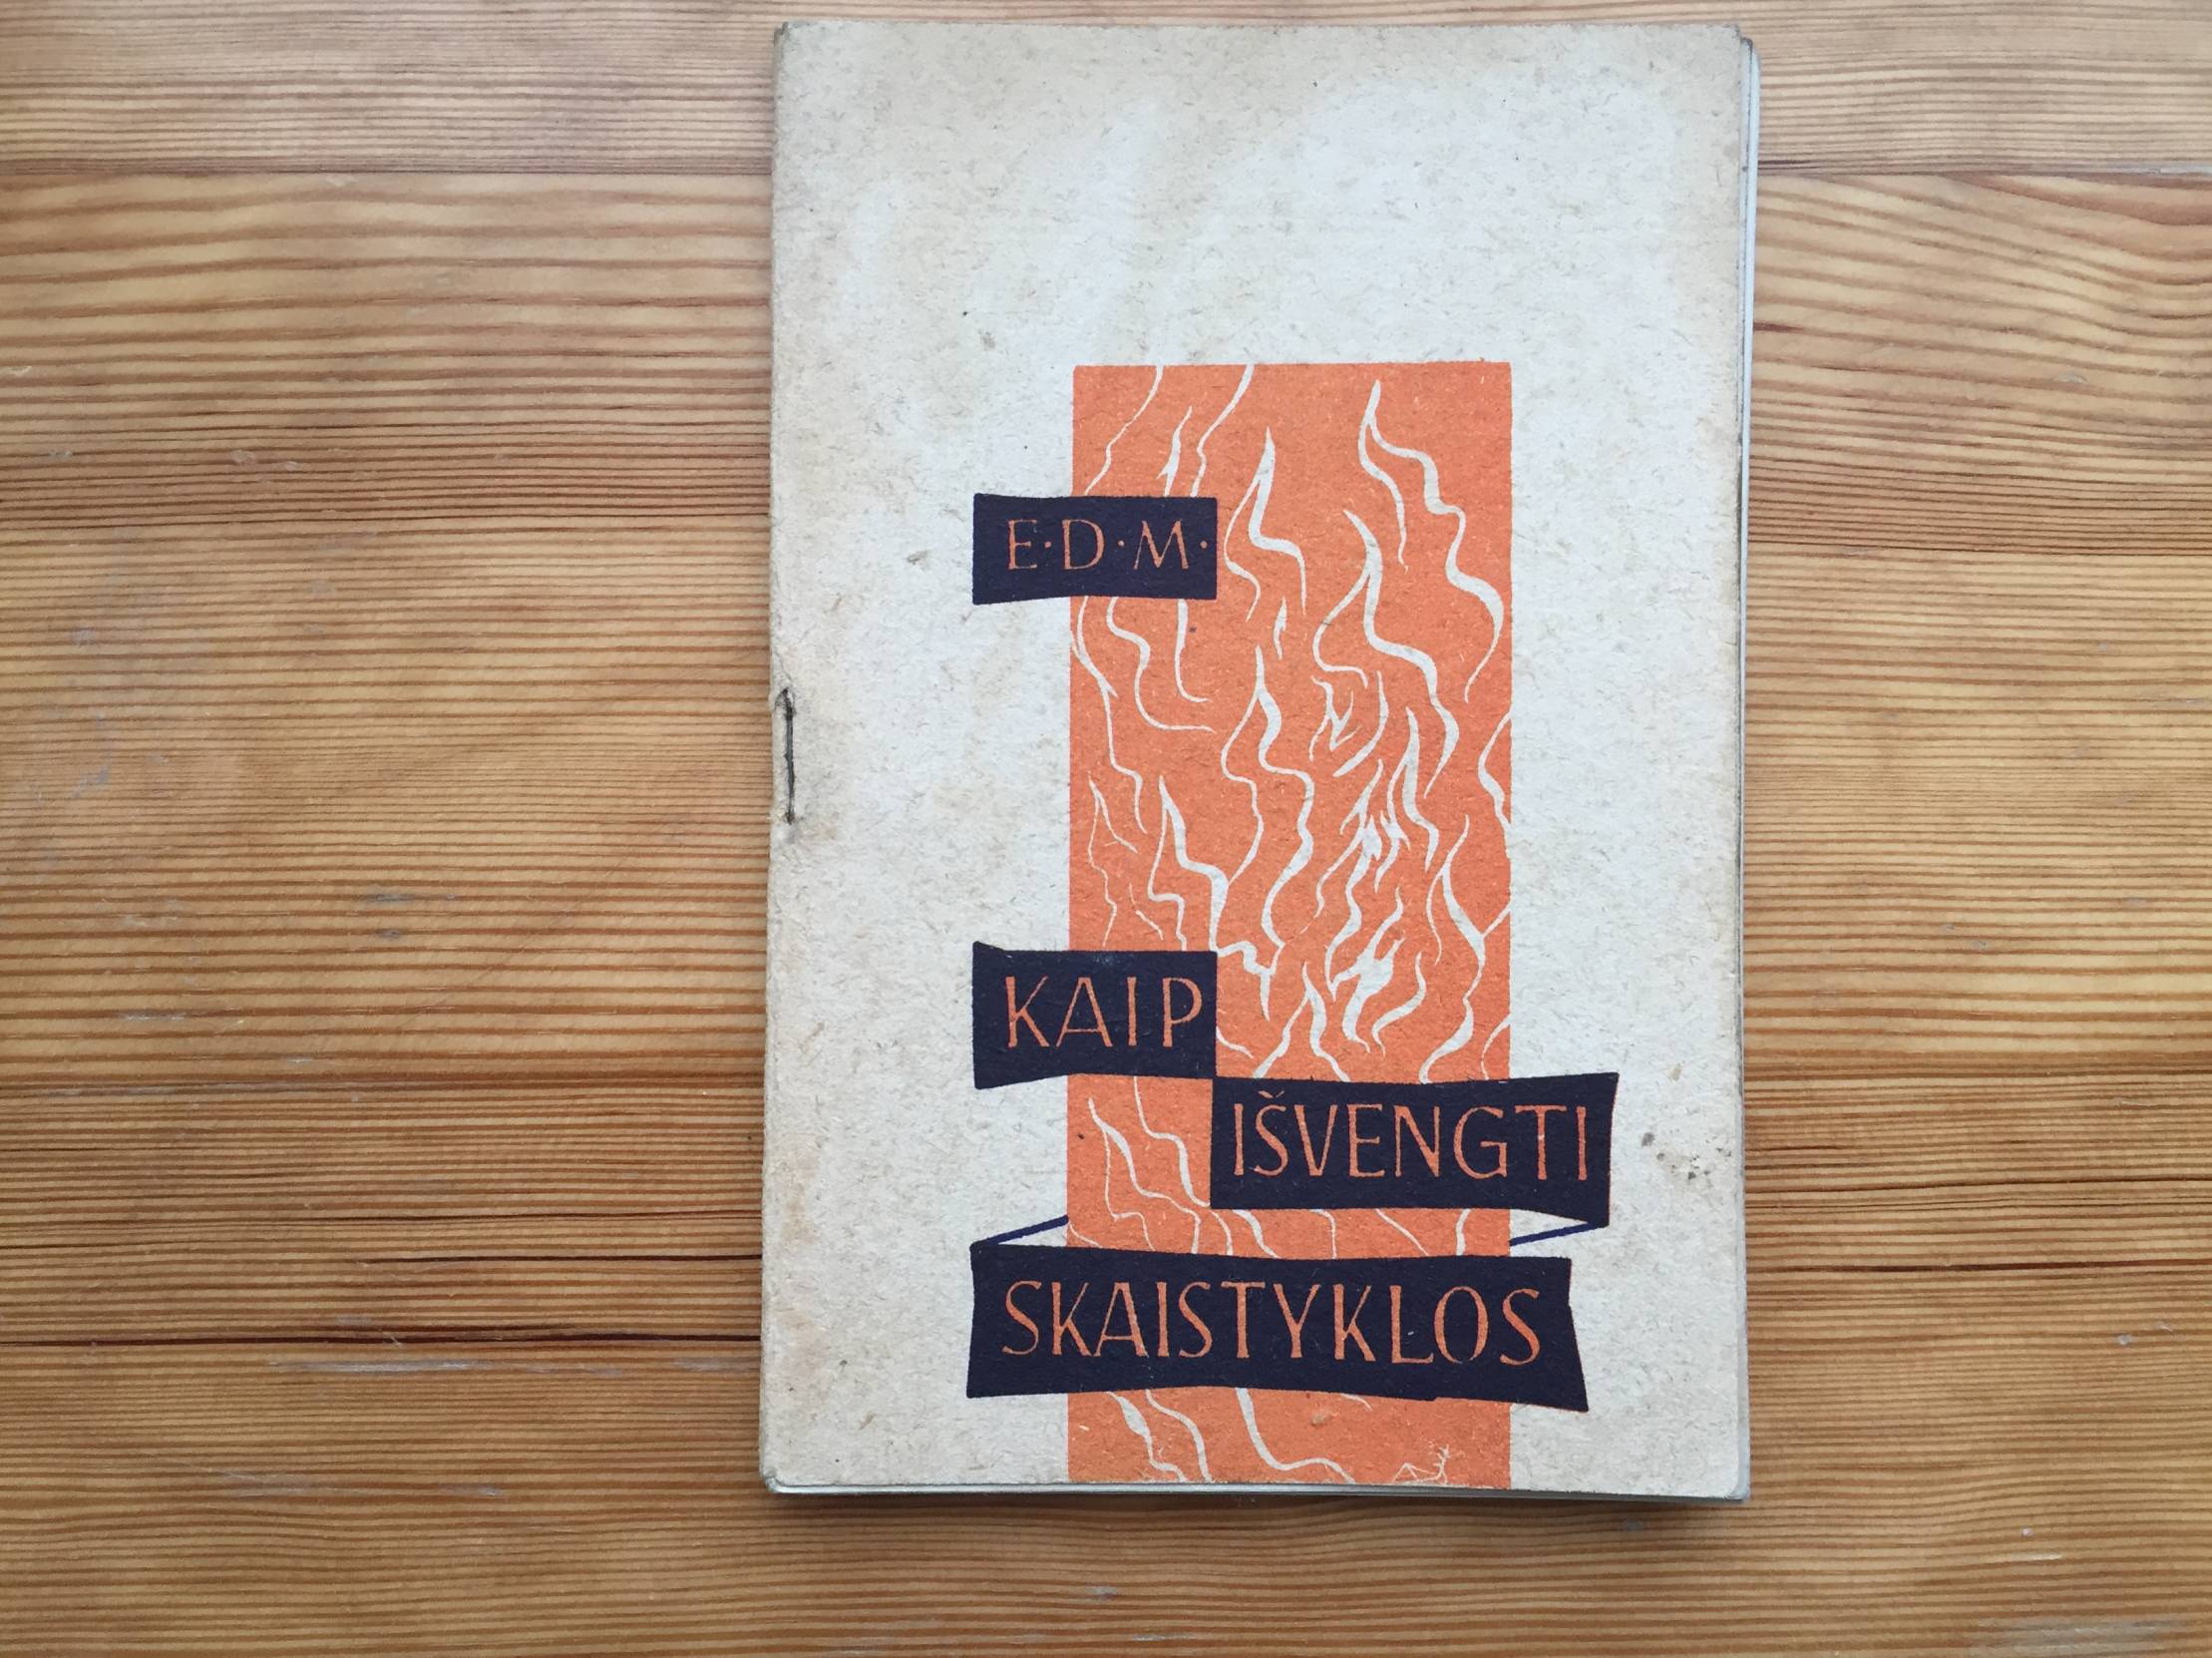 E·D·M·
KAIP
IŠVENGTI
SKAISTYKLOS